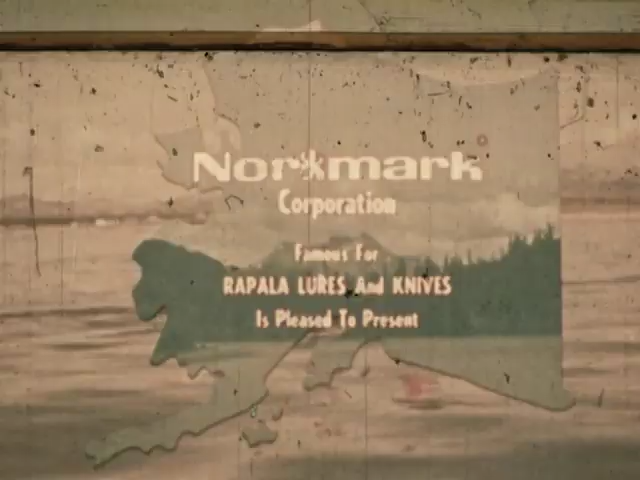 Normark
Corporation
Famous For
RAPALA LURES And KNIVES
Is Pleased To Present